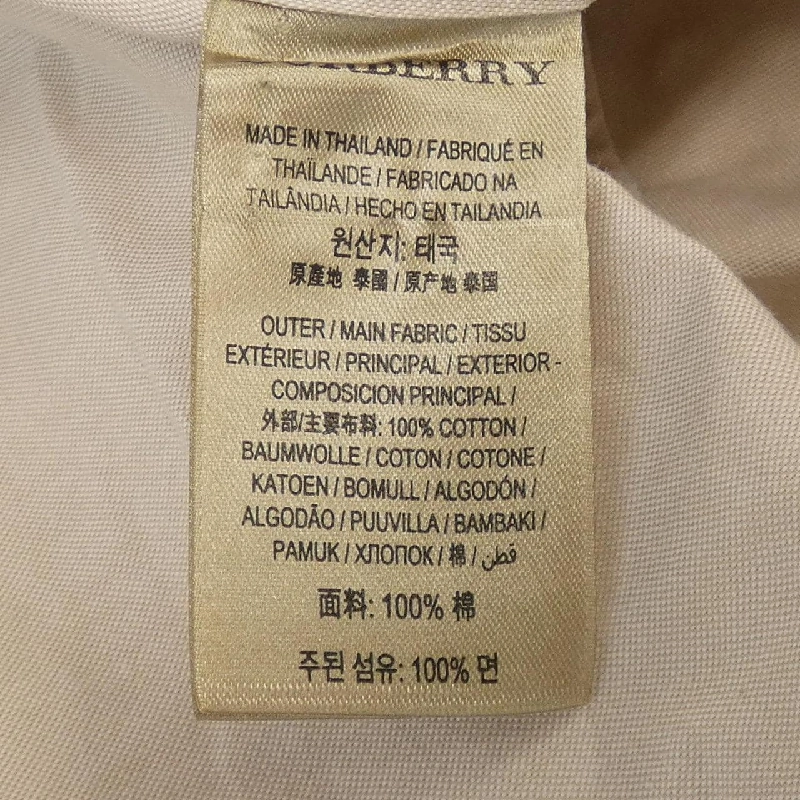 BURBERRY
MADE IN THAILAND / FABRIQUÉ EN
THAÏLANDE / FABRICADO NA
TAILÂNDIA / HECHO EN TAILANDIA
원산지: 태국
原產地 泰國 / 原产地 泰国
OUTER / MAIN FABRIC / TISSU
EXTÉRIEUR / PRINCIPAL / EXTERIOR -
COMPOSICION PRINCIPAL /
外部/主要布料: 100% COTTON /
BAUMWOLLE / COTON / COTONE /
KATOEN / BOMULL / ALGODÓN /
ALGODÃO / PUUVILLA / BAMBAKI /
PAMUK / ХЛОПОК / 棉 / قطن
面料: 100% 棉
주된 섬유: 100% 면